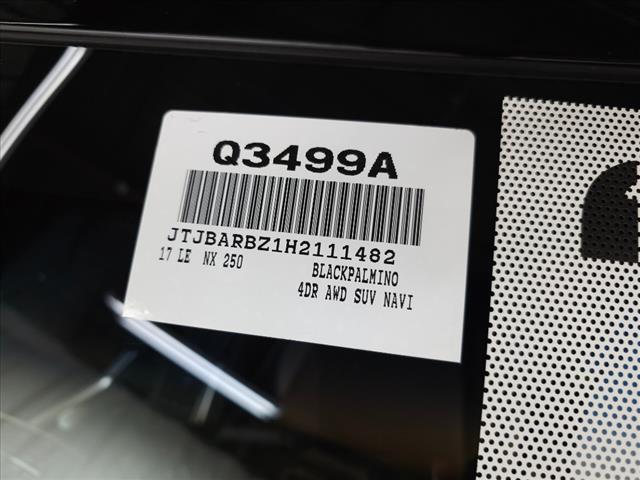 Q3499A
JTJBARBZ1H2111482
17 LE NX 250 BLACKPALMINO
4DR AWD SUV NAVI